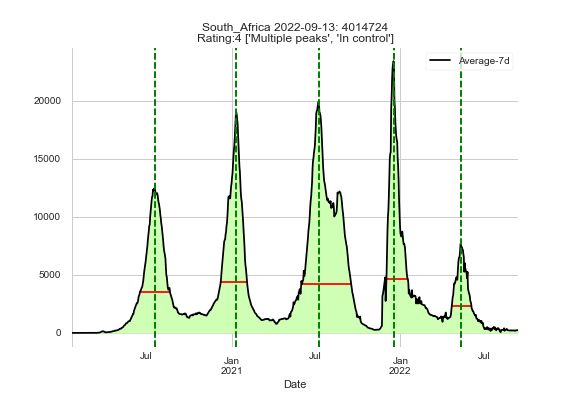 South_Africa 2022-09-13: 4014724
Rating:4 ['Multiple peaks', 'In control']
Average-7d
20000
15000
10000
5000
0
Jul
Jan
2021
Jul
Jan
2022
Jul
Date